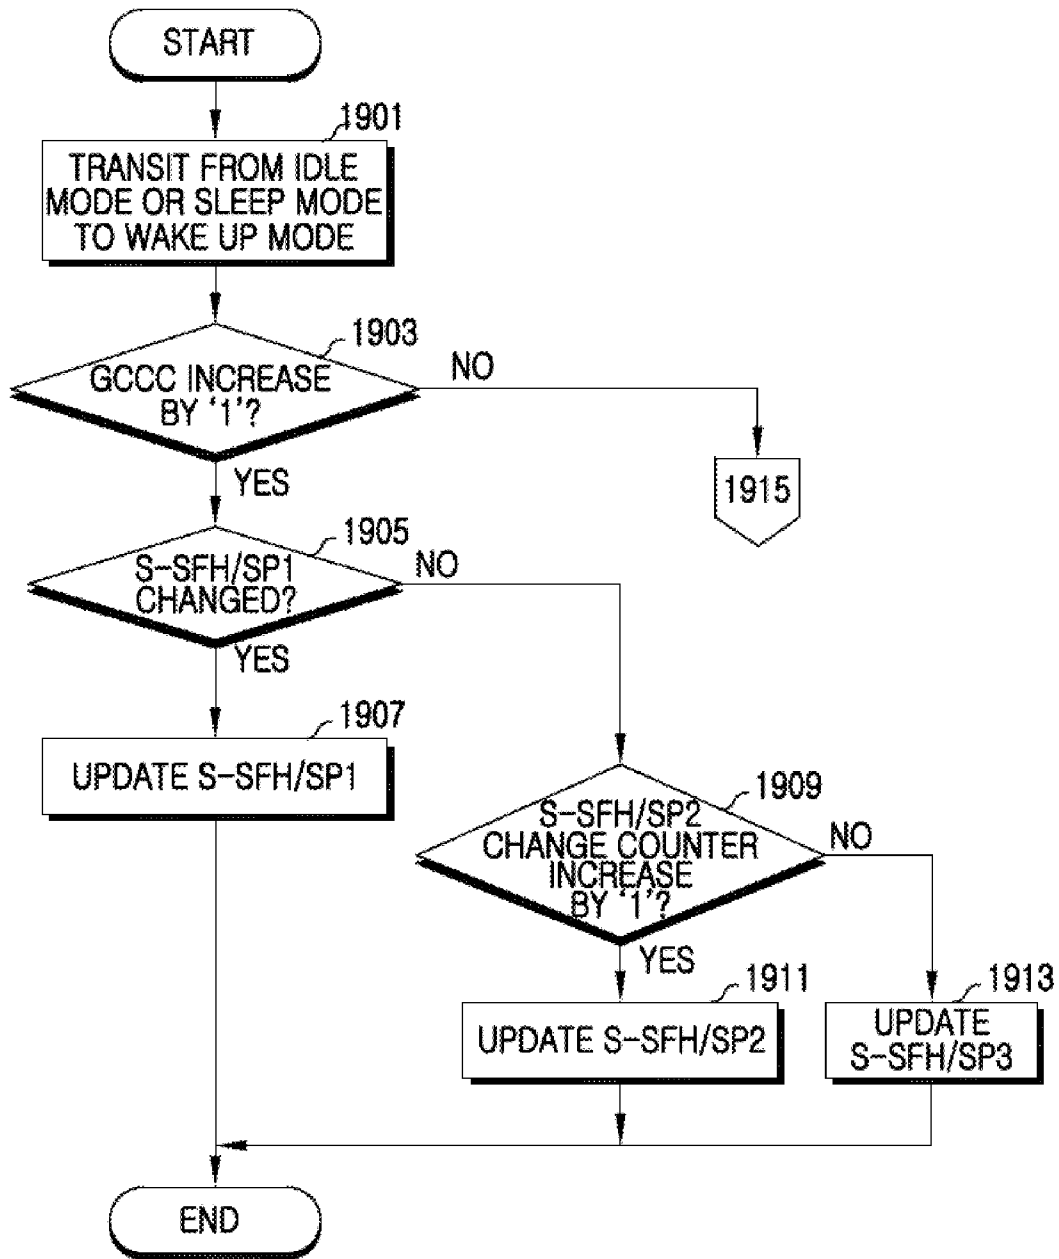 START
1901
TRANSIT FROM IDLE
MODE OR SLEEP MODE
TO WAKE UP MODE
1903
GCCC INCREASE
BY ‘1’?
NO
YES
1915
1905
S-SFH/SP1
CHANGED?
NO
YES
1907
UPDATE S-SFH/SP1
1909
S-SFH/SP2
CHANGE COUNTER
INCREASE
BY ‘1’?
NO
YES
1911
UPDATE S-SFH/SP2
1913
UPDATE
S-SFH/SP3
END